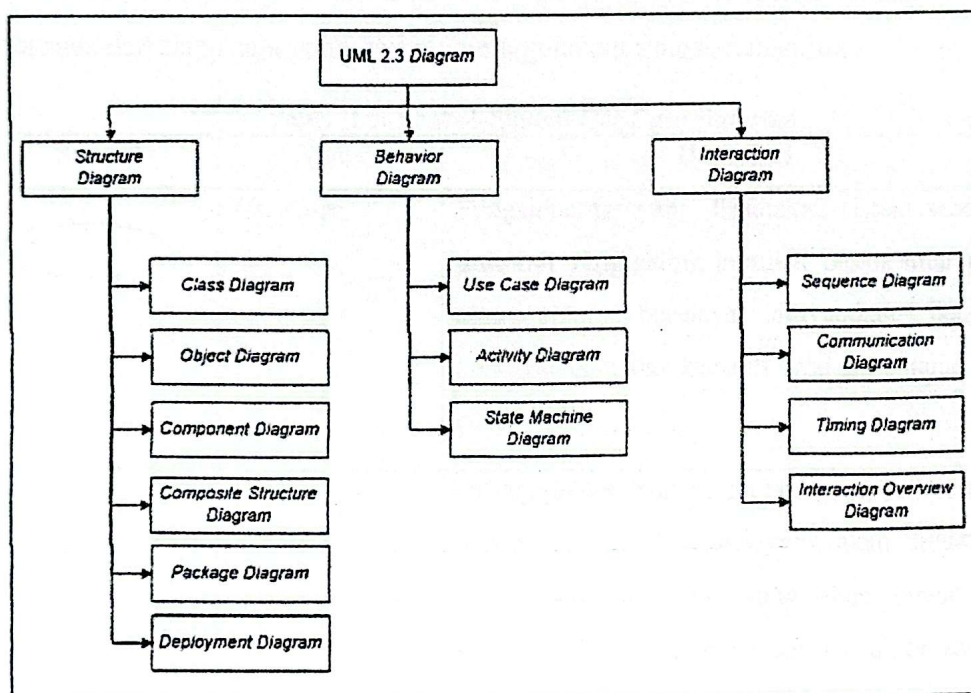 UML 2.3 Diagram
Structure
Diagram
Behavior
Diagram
Interaction
Diagram
Class Diagram
Object Diagram
Component Diagram
Composite Structure
Diagram
Package Diagram
Deployment Diagram
Use Case Diagram
Activity Diagram
State Machine
Diagram
Sequence Diagram
Communication
Diagram
Timing Diagram
Interaction Overview
Diagram